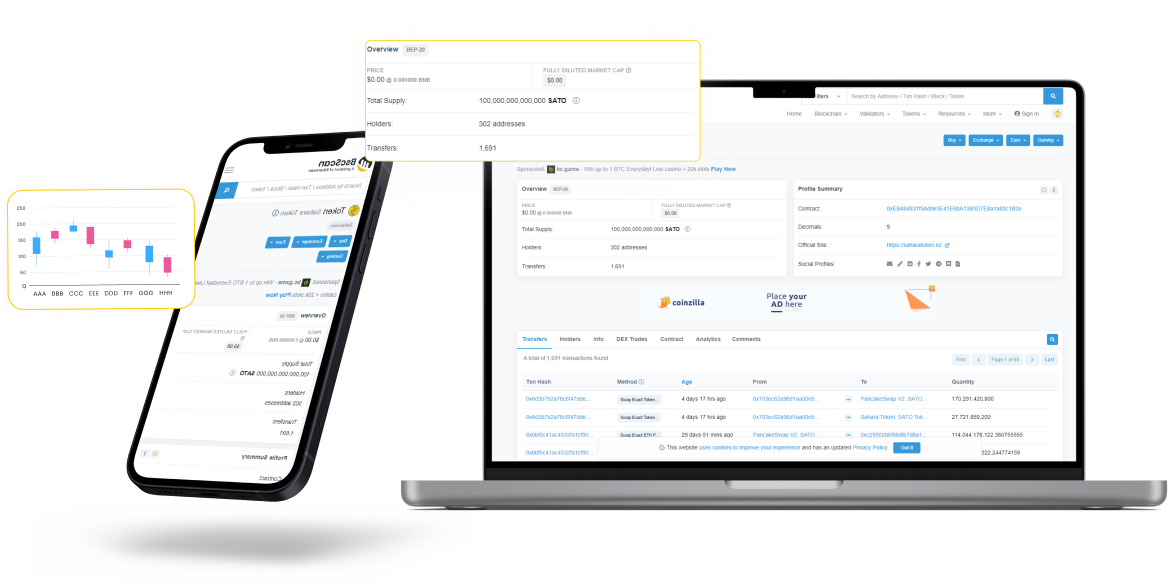 Overview BEP-20
PRICE
$0.00 @ 0.000000 BNB
FULLY DILUTED MARKET CAP
$0.00
Total Supply: 100,000,000,000,000 SATO
Holders: 302 addresses
Transfers: 1,691
250
200
150
100
50
0
AAA BBB CCC EEE DDD FFF GGG HHH
BscScan
Search by Address / Txn Hash / Block / Token
Token Sahara Token
Buy Exchange Earn
Gaming
Sponsored: bc.game - Win up to 1 BTC Everyday! Live
casino + 20k slots Play Now
Overview BEP-20
PRICE
$0.00 @ 0.000000 BNB
FULLY DILUTED MARKET CAP
$0.00
Total Supply:
100,000,000,000,000 SATO
Holders:
302 addresses
Transfers:
1,691
Profile Summary
Contract:
Filters Search by Address / Txn Hash / Block / Token
Home Blockchain Validators Tokens Resources More Sign In
Buy Exchange Earn Gaming
Sponsored: bc.game - Win up to 1 BTC Everyday! Live casino + 20k slots Play Now
Overview BEP-20
PRICE
$0.00 @ 0.000000 BNB
FULLY DILUTED MARKET CAP
$0.00
Total Supply: 100,000,000,000,000 SATO
Holders: 302 addresses
Transfers: 1,691
Profile Summary
Contract:
Decimals: 9
Official Site: https://saharatoken.io/
Social Profiles:
coinzilla
Place your
AD here
Transfers Holders Info DEX Trades Contract Analytics Comments
A total of 1,691 transactions found
First < Page 1 of 68 > Last
Txn Hash Method Age From To Quantity
Swap Exact Token... 4 days 17 hrs ago PancakeSwap V2: SATO... 170,291,420,800
Swap Exact Token... 4 days 17 hrs ago Sahara Token: SATO Tok... 27,721,859,200
Swap Exact ETH F... 29 days 51 mins ago PancakeSwap V2: SATO... 114,044,178,122.360755565
322.244774159
This website uses cookies to improve your experience and has an updated Privacy Policy. Got It